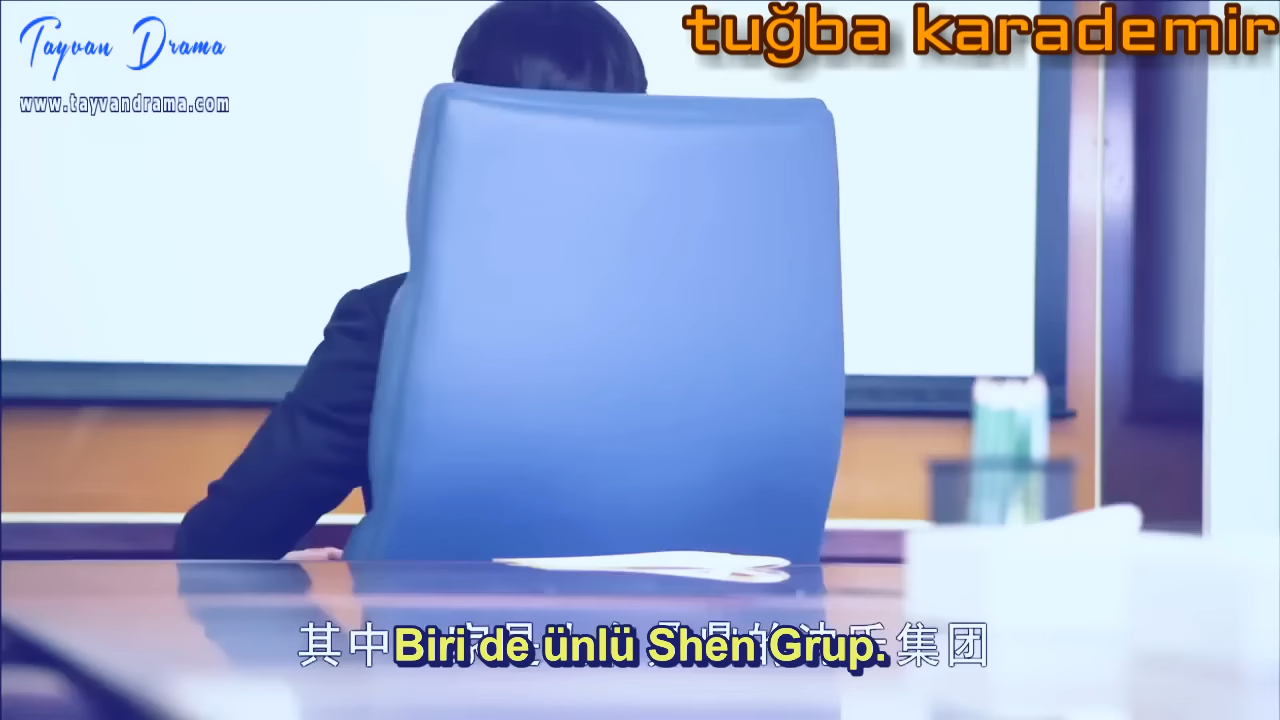 Tayvan Drama
www.tayvandrama.com
tuğba karademir
其中 集团
Biri de ünlü Shen Grup.